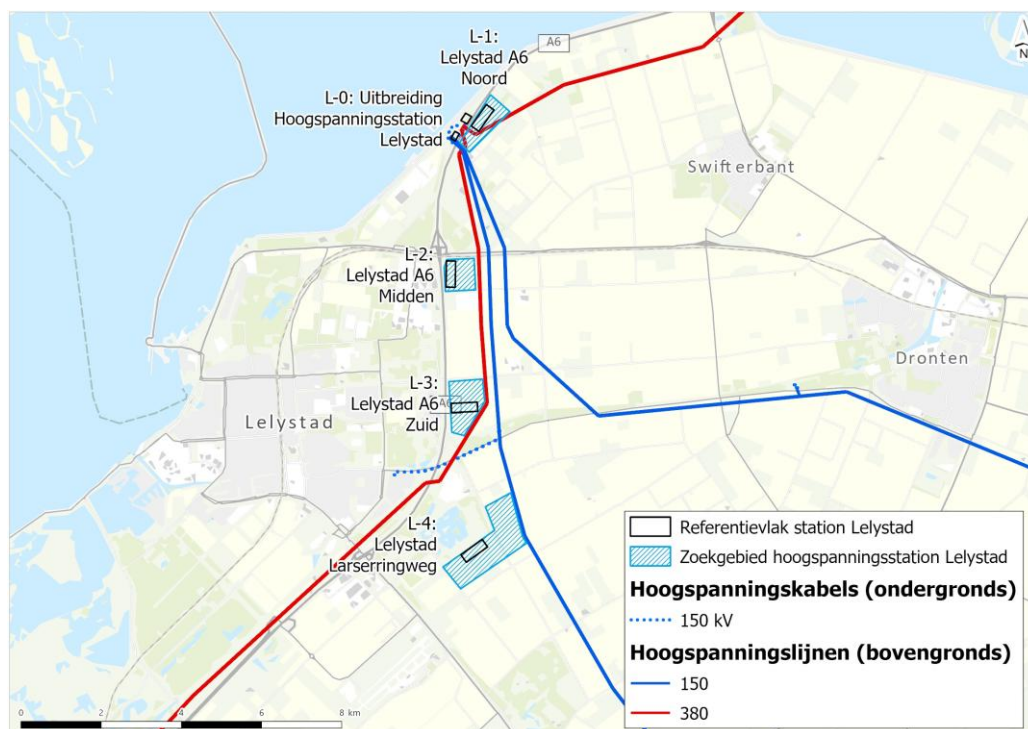 L-1:
Lelystad A6
Noord
A6
N
L-0: Uitbreiding
Hoogspanningsstation
Lelystad
Swifterbant
L-2:
Lelystad A6
Midden
Dronten
L-3:
Lelystad A6
Zuid
Lelystad
L-4:
Lelystad
Larserringweg
Referentievlak station Lelystad
Zoekgebied hoogspanningsstation Lelystad
Hoogspanningskabels (ondergronds)
150 kV
Hoogspanningslijnen (bovengronds)
150
380
0 2 4 6 8 km